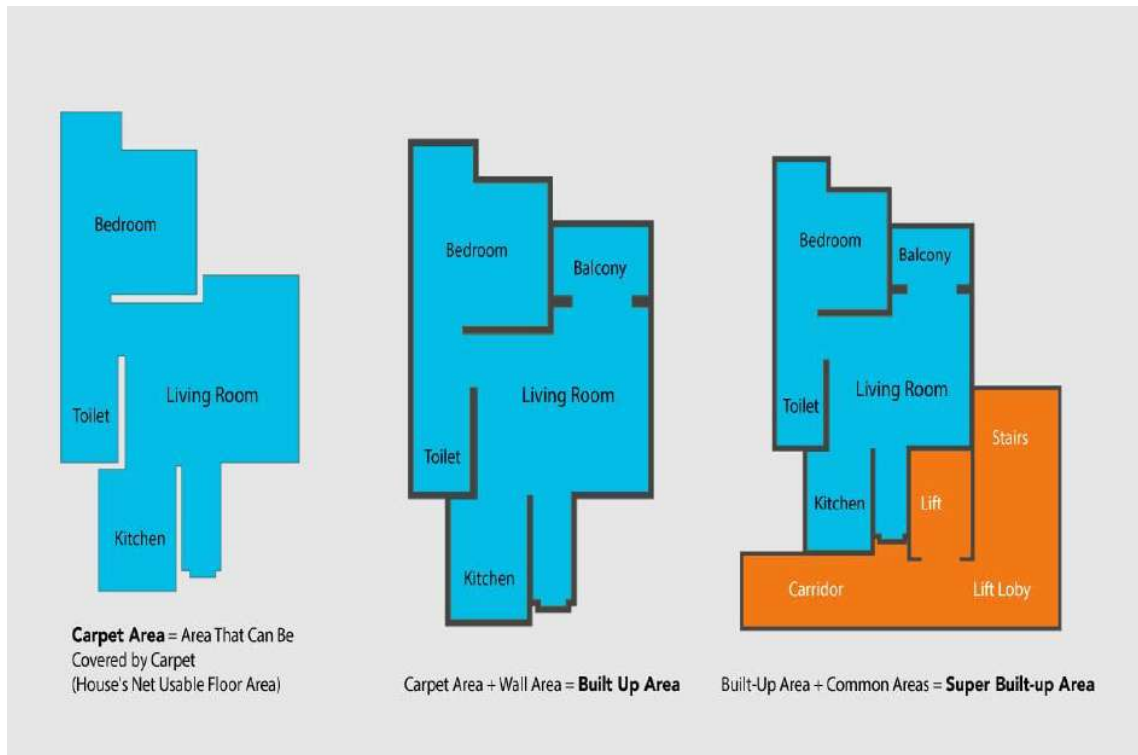 Bedroom
Toilet
Living Room
Kitchen
Carpet Area = Area That Can Be
Covered by Carpet
(House's Net Usable Floor Area)
Bedroom
Balcony
Living Room
Toilet
Kitchen
Carpet Area + Wall Area = Built Up Area
Bedroom
Balcony
Living Room
Toilet
Stairs
Kitchen
Lift
Carridor
Lift Loby
Built-Up Area + Common Areas = Super Built-up Area